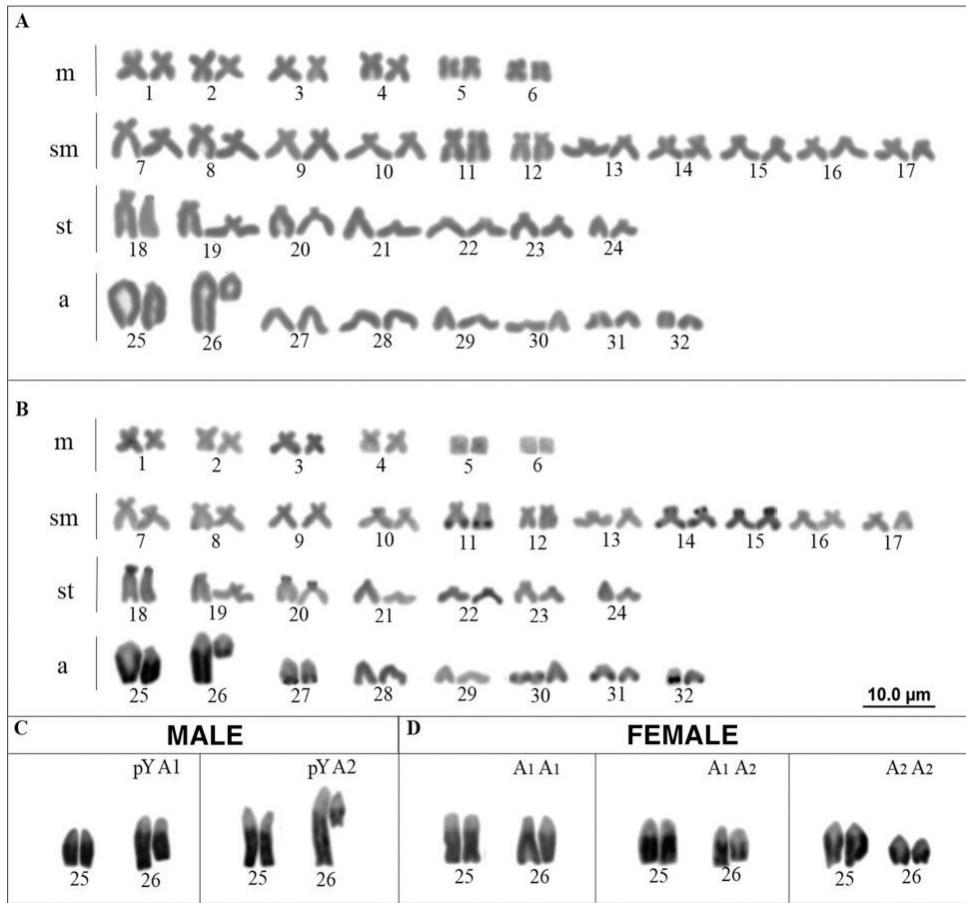 A
m
1 2 3 4 5 6
sm
7 8 9 10 11 12 13 14 15 16 17
st
18 19 20 21 22 23 24
a
25 26 27 28 29 30 31 32
B
m
1 2 3 4 5 6
sm
7 8 9 10 11 12 13 14 15 16 17
st
18 19 20 21 22 23 24
a
25 26 27 28 29 30 31 32
10.0 µm
C MALE
pY A1 pY A2
25 26 25 26
D FEMALE
A1 A1 A1 A2 A2 A2
25 26 25 26 25 26